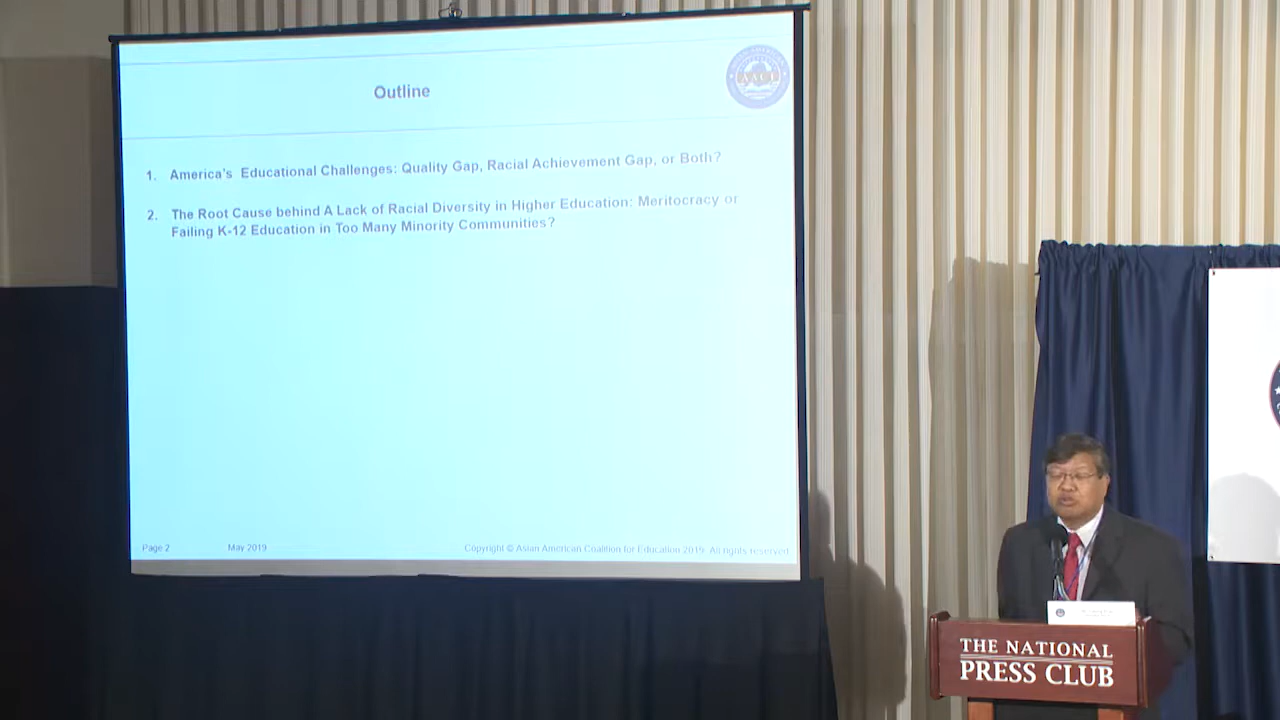 Outline
AACE
1. America's Educational Challenges: Quality Gap, Racial Achievement Gap, or Both?
2. The Root Cause behind A Lack of Racial Diversity in Higher Education: Meritocracy or
Failing K-12 Education in Too Many Minority Communities?
Page 2 May 2019 Copyright © Asian American Coalition for Education 2019. All rights reserved
THE NATIONAL
PRESS CLUB